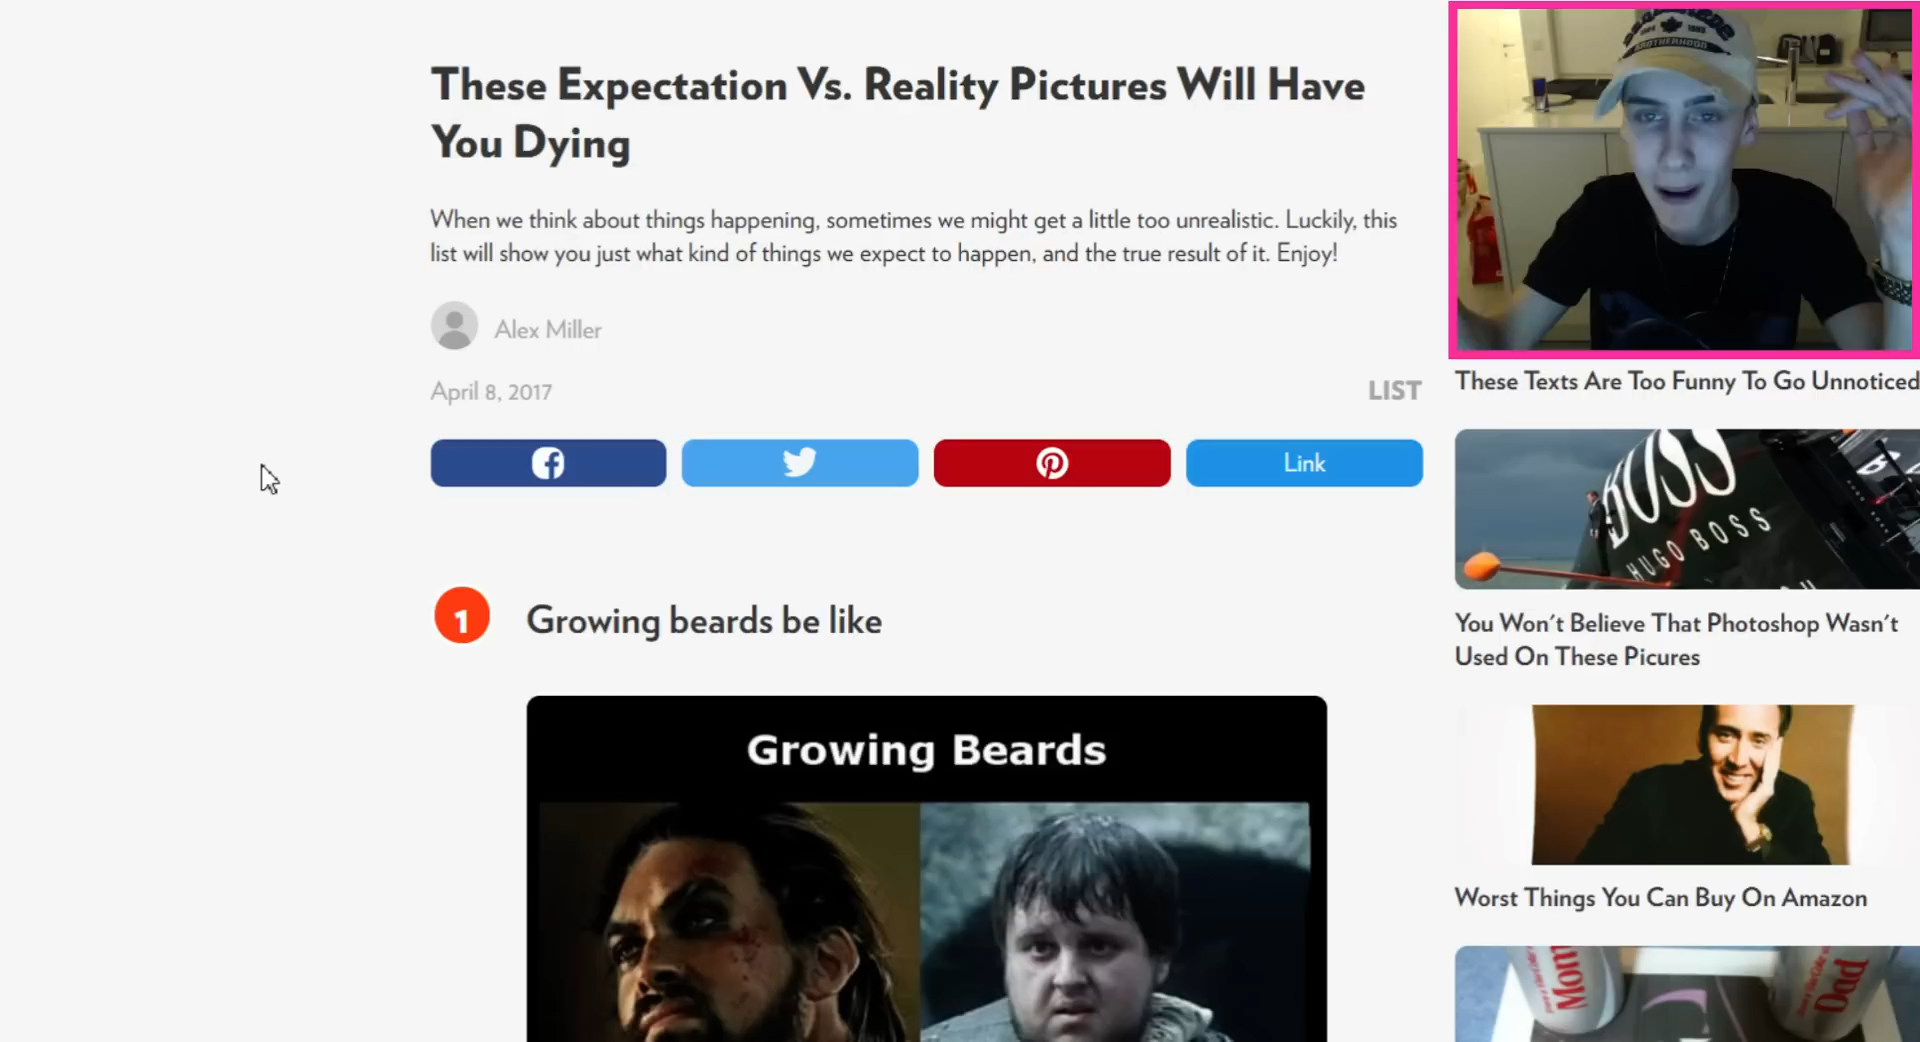 These Expectation Vs. Reality Pictures Will Have
You Dying
When we think about things happening, sometimes we might get a little too unrealistic. Luckily, this
list will show you just what kind of things we expect to happen, and the true result of it. Enjoy!
Alex Miller
April 8, 2017
LIST
Link
1
Growing beards be like
Growing Beards
BROTHERHOOD
These Texts Are Too Funny To Go Unnoticed
BOSS
HUGO BOSS
You Won't Believe That Photoshop Wasn't
Used On These Picures
Worst Things You Can Buy On Amazon
Mom
Dad